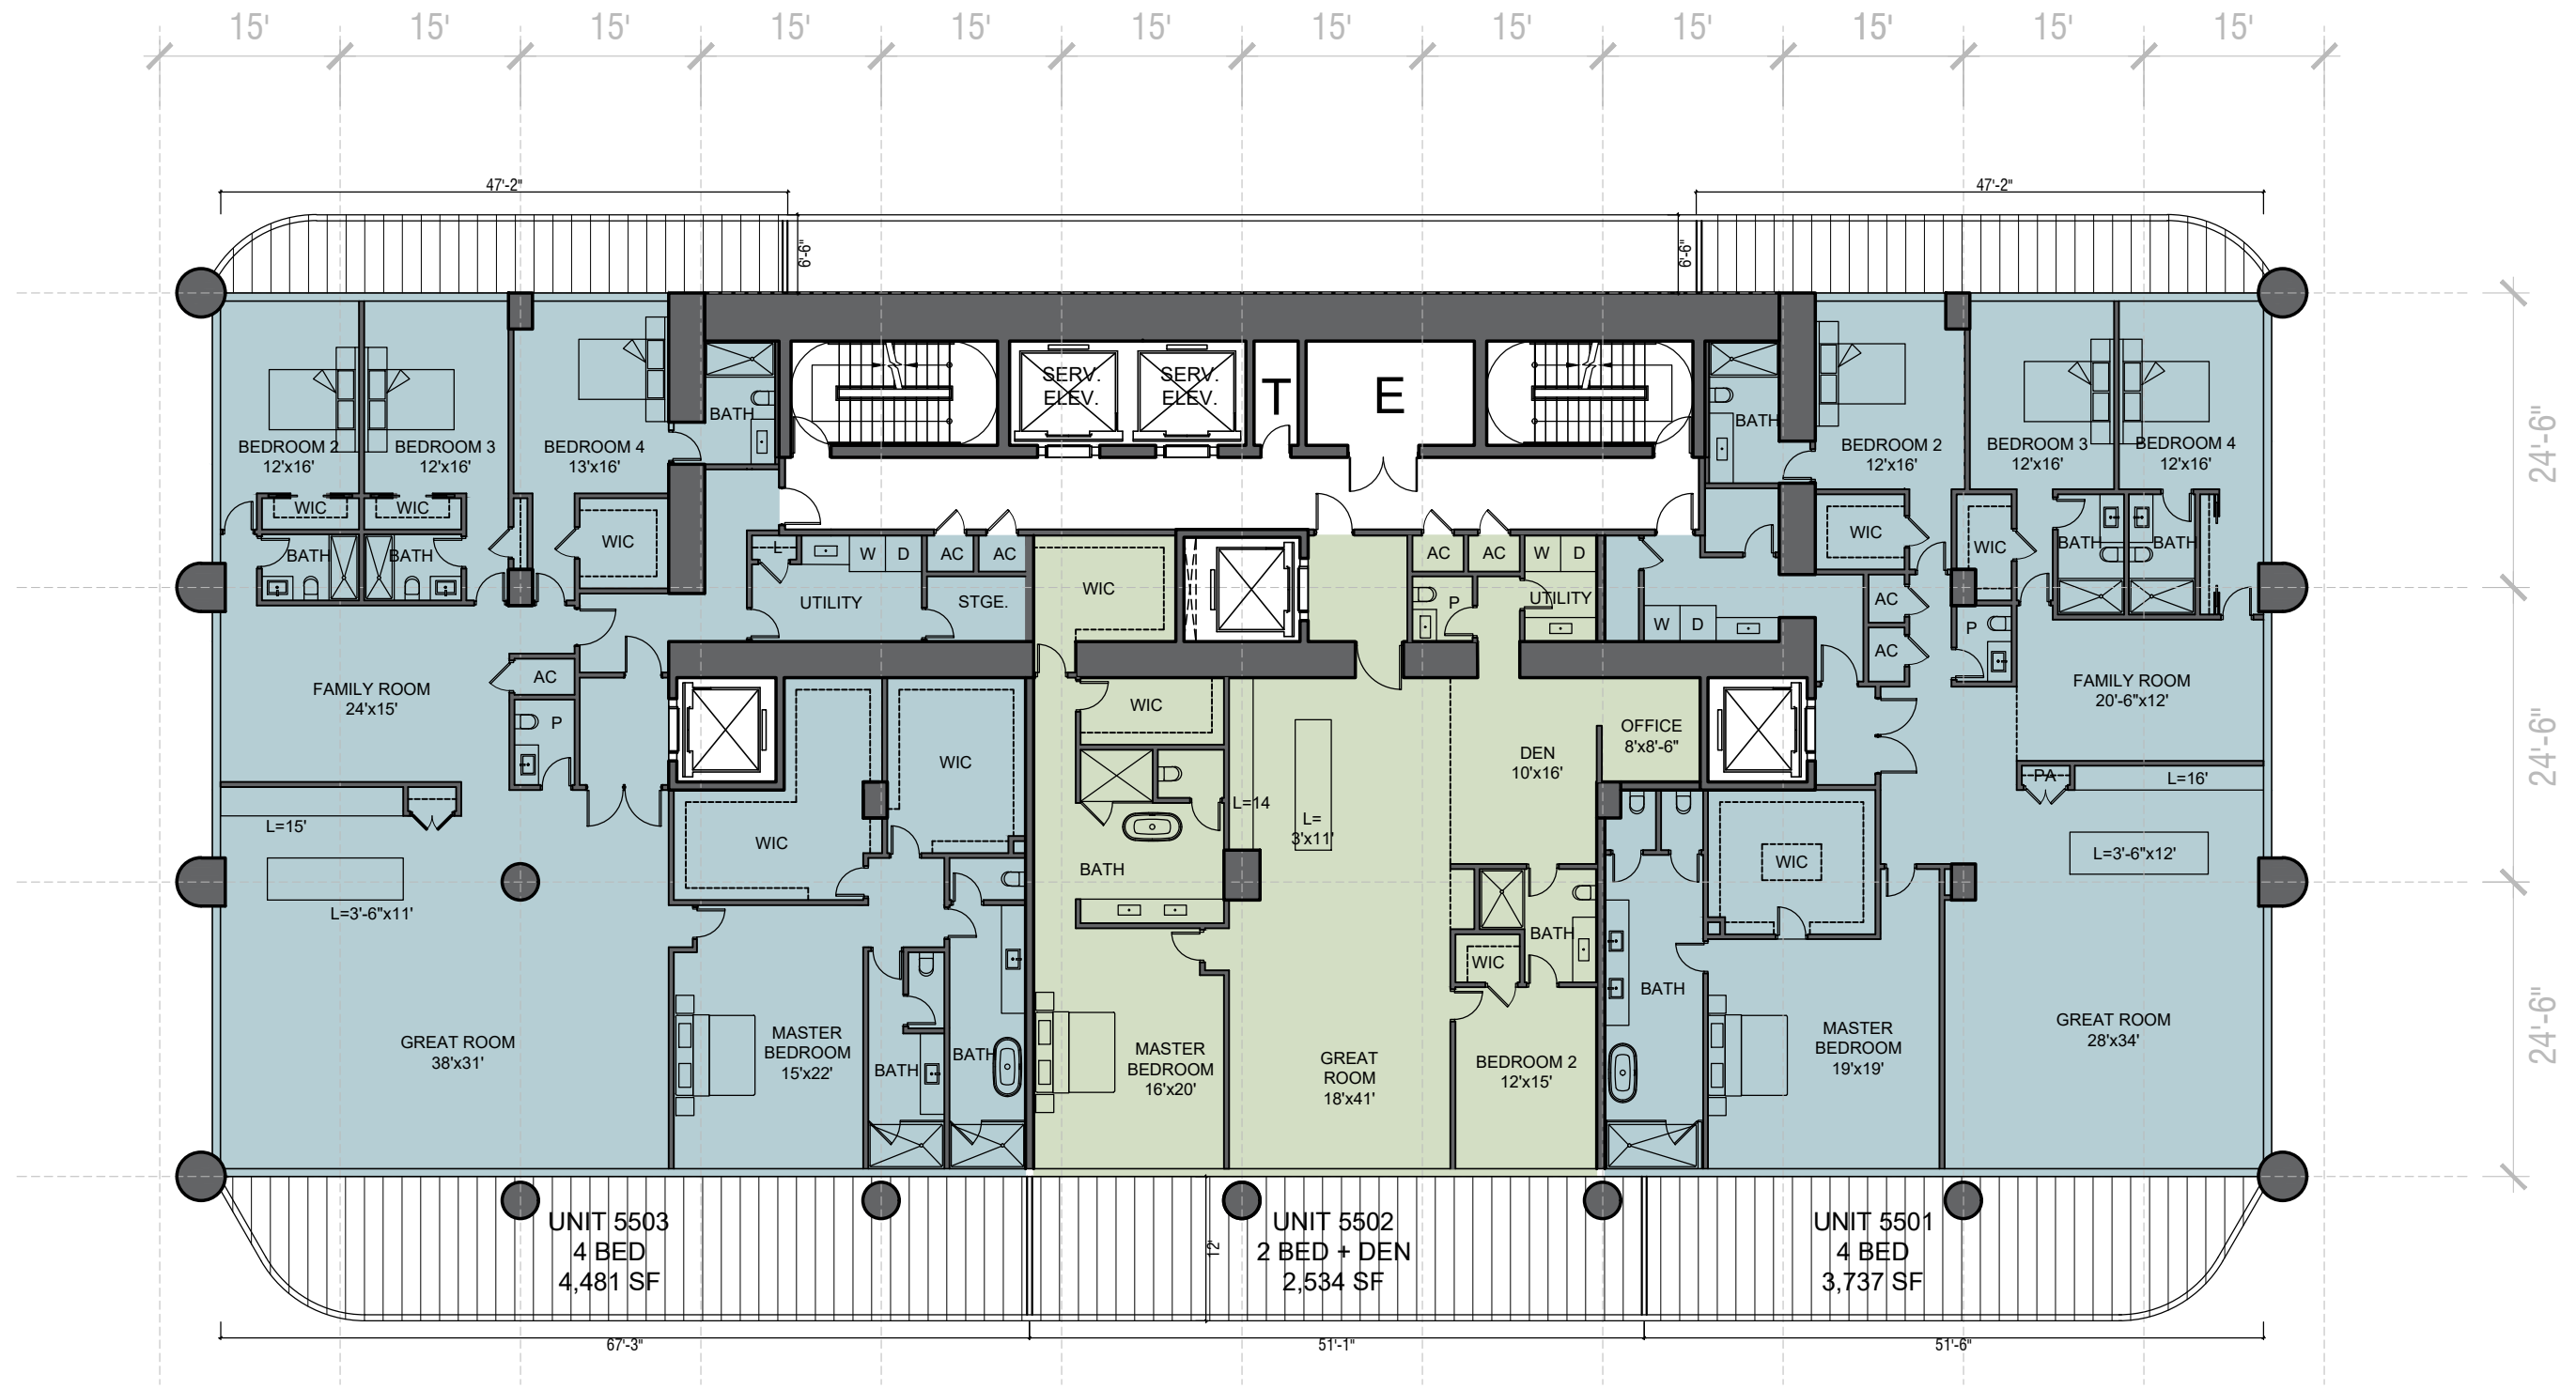 15' 15' 15' 15' 15' 15' 15' 15' 15' 15' 15' 15'
47'-2" 47'-2"
6'-6" 6'-6"
24'-6"
24'-6"
24'-6"
BEDROOM 2
12'x16'
BEDROOM 3
12'x16'
BEDROOM 4
13'x16'
BATH
SERV.
ELEV.
SERV.
ELEV.
T
E
BATH
BEDROOM 2
12'x16'
BEDROOM 3
12'x16'
BEDROOM 4
12'x16'
WIC
WIC
WIC
BATH
BATH
L
W D
AC AC
UTILITY
STGE.
WIC
AC AC
W D
P
UTILITY
W D
WIC
WIC
BATH
BATH
AC
AC
P
FAMILY ROOM
24'x15'
AC
P
WIC
WIC
WIC
BATH
L=14
L=
3'x11'
DEN
10'x16'
OFFICE
8'x8'-6"
FAMILY ROOM
20'-6"x12'
PA
L=16'
L=15'
L=3'-6"x11'
WIC
L=3'-6"x12'
GREAT ROOM
38'x31'
MASTER
BEDROOM
15'x22'
BATH
BATH
MASTER
BEDROOM
16'x20'
GREAT
ROOM
18'x41'
WIC
BATH
BEDROOM 2
12'x15'
BATH
MASTER
BEDROOM
19'x19'
GREAT ROOM
28'x34'
UNIT 5503
4 BED
4,481 SF
12'
UNIT 5502
2 BED + DEN
2,534 SF
UNIT 5501
4 BED
3,737 SF
67'-3" 51'-1" 51'-6"